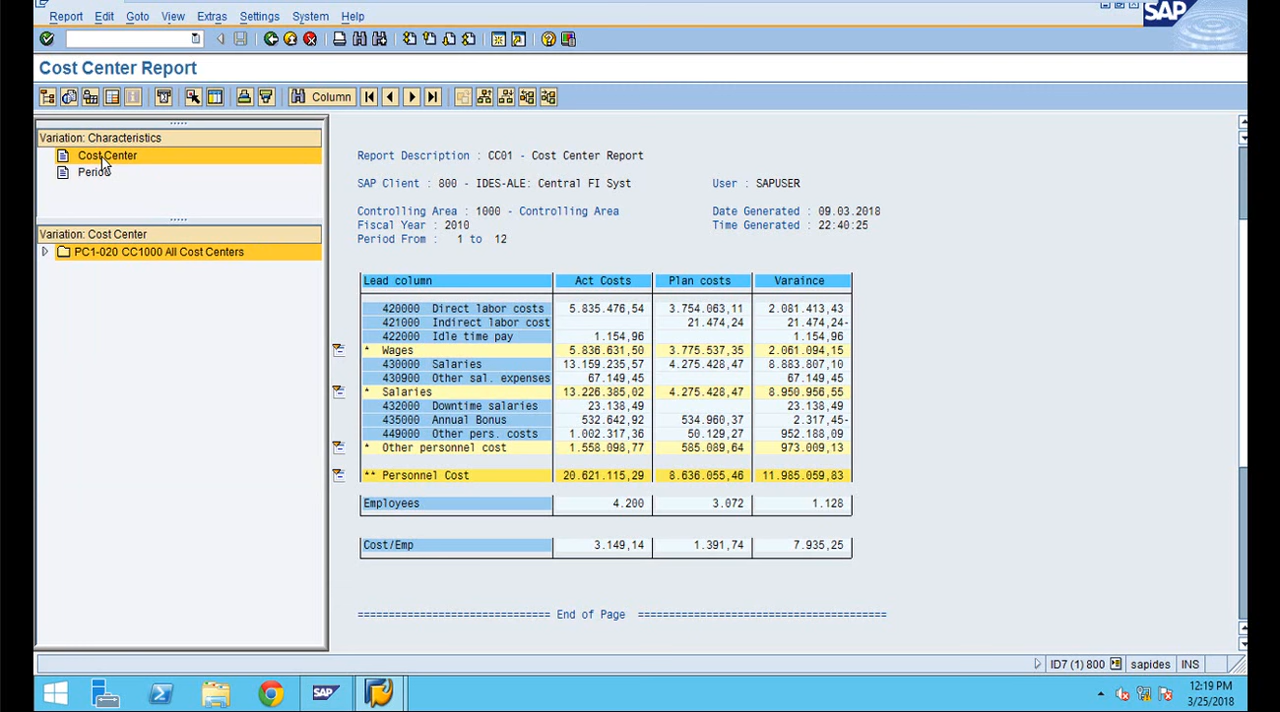 Report Edit Goto View Extras Settings System Help
SAP
Cost Center Report
Column
Variation: Characteristics
Cost Center
Period
Variation: Cost Center
PC1-020 CC1000 All Cost Centers
Report Description : CC01 - Cost Center Report
SAP Client : 800 - IDES-ALE: Central FI Syst User : SAPUSER
Controlling Area : 1000 - Controlling Area Date Generated : 09.03.2018
Fiscal Year : 2010 Time Generated : 22:40:25
Period From : 1 to 12
Lead column Act Costs Plan costs Varaince
420000 Direct labor costs 5.835.476,54 3.754.063,11 2.081.413,43
421000 Indirect labor cost 21.474,24 21.474,24-
422000 Idle time pay 1.154,96 1.154,96
* Wages 5.836.631,50 3.775.537,35 2.061.094,15
430000 Salaries 13.159.235,57 4.275.428,47 8.883.807,10
430900 Other sal. expenses 67.149,45 67.149,45
* Salaries 13.226.385,02 4.275.428,47 8.950.956,55
432000 Downtime salaries 23.138,49 23.138,49
435000 Annual Bonus 532.642,92 534.960,37 2.317,45-
449000 Other pers. costs 1.002.317,36 50.129,27 952.188,09
* Other personnel cost 1.558.098,77 585.089,64 973.009,13
** Personnel Cost 20.621.115,29 8.636.055,46 11.985.059,83
Employees 4.200 3.072 1.128
Cost/Emp 3.149,14 1.391,74 7.935,25
=========================== End of Page ===================================
ID7 (1) 800 sapides INS
SAP
12:19 PM
3/25/2018